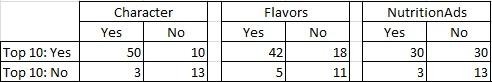 Character Flavors NutritionAds
Yes No Yes No Yes No
Top 10: Yes 50 10 42 18 30 30
Top 10: No 3 13 5 11 3 13